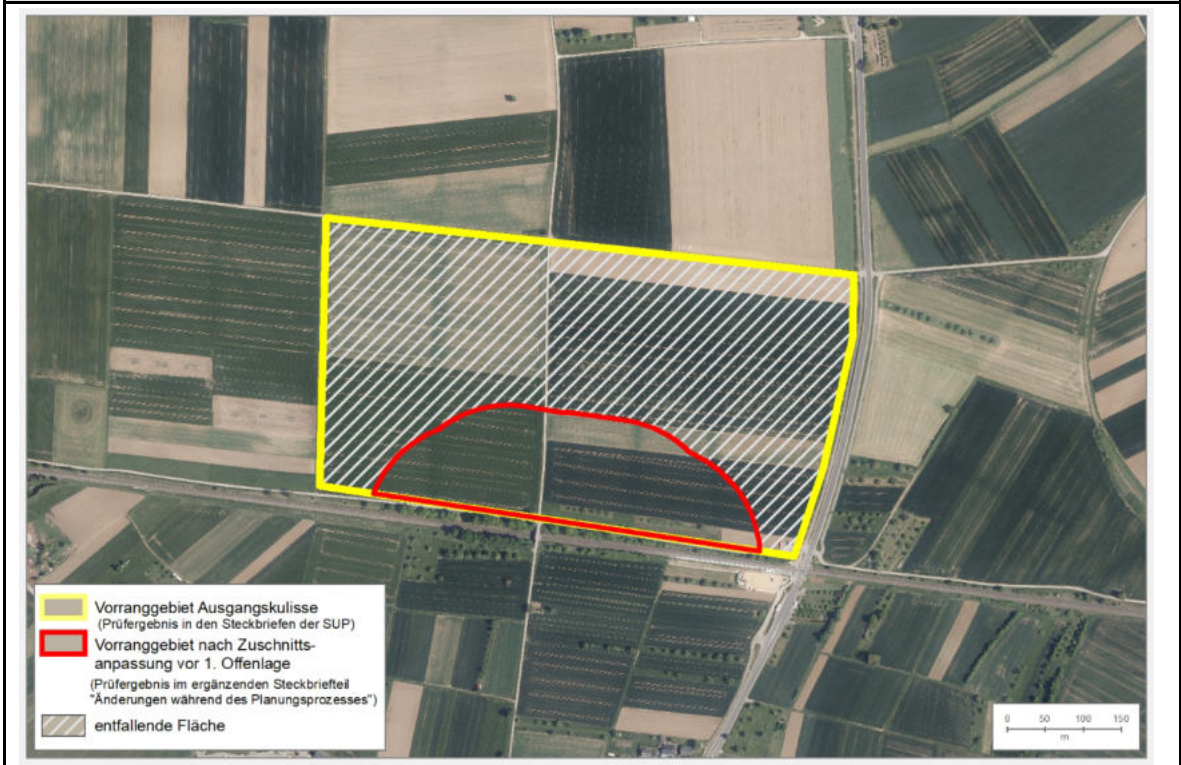 Vorranggebiet Ausgangskulisse
(Prüfergebnis in den Steckbriefen der SUP)
Vorranggebiet nach Zuschnitts-
anpassung vor 1. Offenlage
(Prüfergebnis im ergänzenden Steckbriefteil
"Änderungen während des Planungsprozesses")
entfallende Fläche
0 50 100 150
m